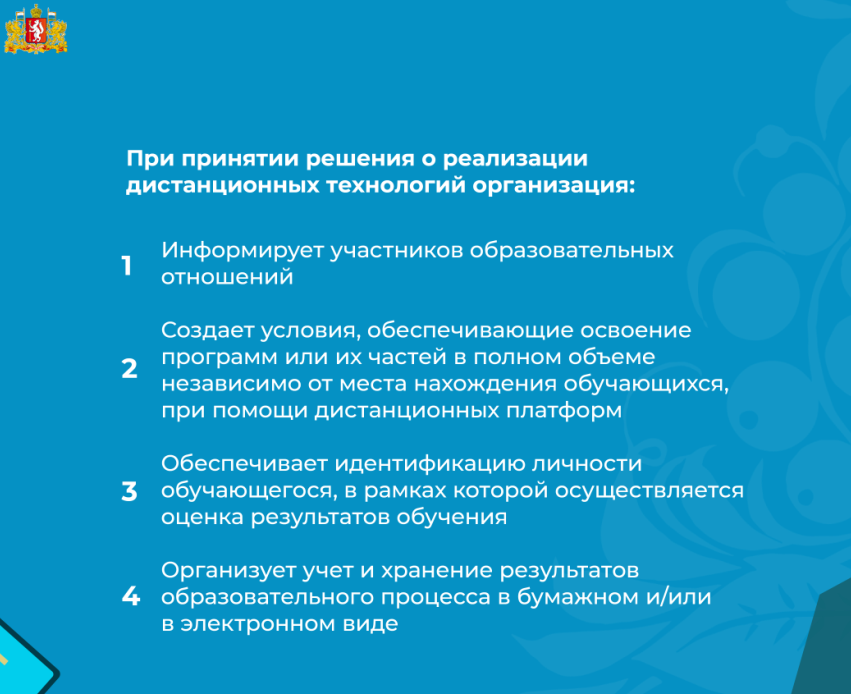 При принятии решения о реализации
дистанционных технологий организация:
1
Информирует участников образовательных
отношений
2
Создает условия, обеспечивающие освоение
программ или их частей в полном объеме
независимо от места нахождения обучающихся,
при помощи дистанционных платформ
3
Обеспечивает идентификацию личности
обучающегося, в рамках которой осуществляется
оценка результатов обучения
4
Организует учет и хранение результатов
образовательного процесса в бумажном и/или
в электронном виде